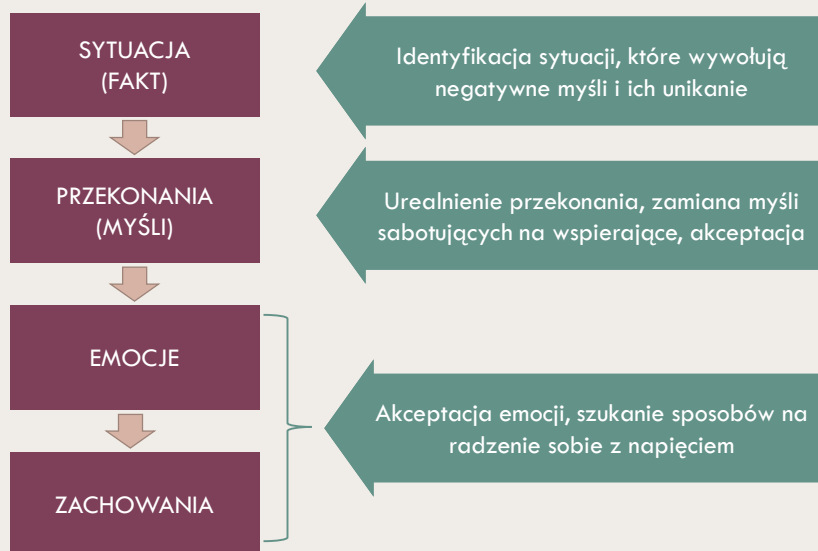 SYTUACJA
(FAKT)
Identyfikacja sytuacji, które wywołują
negatywne myśli i ich unikanie
PRZEKONANIA
(MYŚLI)
Urealnienie przekonania, zamiana myśli
sabotujących na wspierające, akceptacja
EMOCJE
Akceptacja emocji, szukanie sposobów na
radzenie sobie z napięciem
ZACHOWANIA